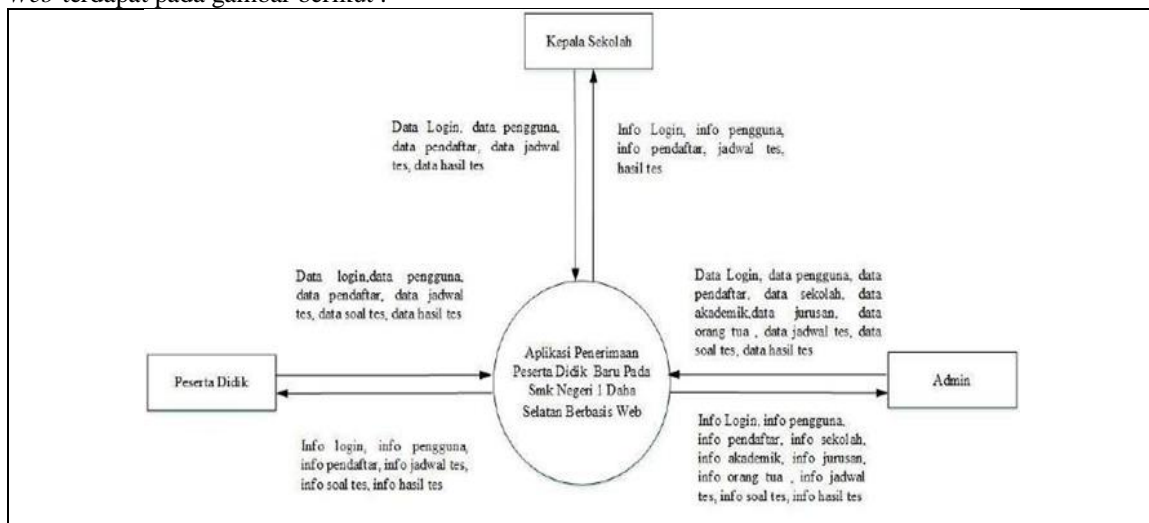 Web terdapat pada gambar berikut :
Kepala Sekolah
Data Login, data pengguna,
data pendaftar, data jadwal
tes, data hasil tes
Info Login, info pengguna,
info pendaftar, jadwal tes,
hasil tes
Data login,data pengguna,
data pendaftar, data jadwal
tes, data soal tes, data hasil tes
Data Login, data pengguna, data
pendaftar, data sekolah, data
akademik,data jurusan, data
orang tua , data jadwal tes, data
soal tes, data hasil tes
Peserta Didik
Aplikasi Penerimaan
Peserta Didik Baru Pada
Smk Negeri 1 Daha
Selatan Berbasis Web
Admin
Info login, info pengguna,
info pendaftar, info jadwal tes,
info soal tes, info hasil tes
Info Login, info pengguna,
info pendaftar, info sekolah,
info akademik, info jurusan,
info orang tua , info jadwal
tes, info soal tes, info hasil tes